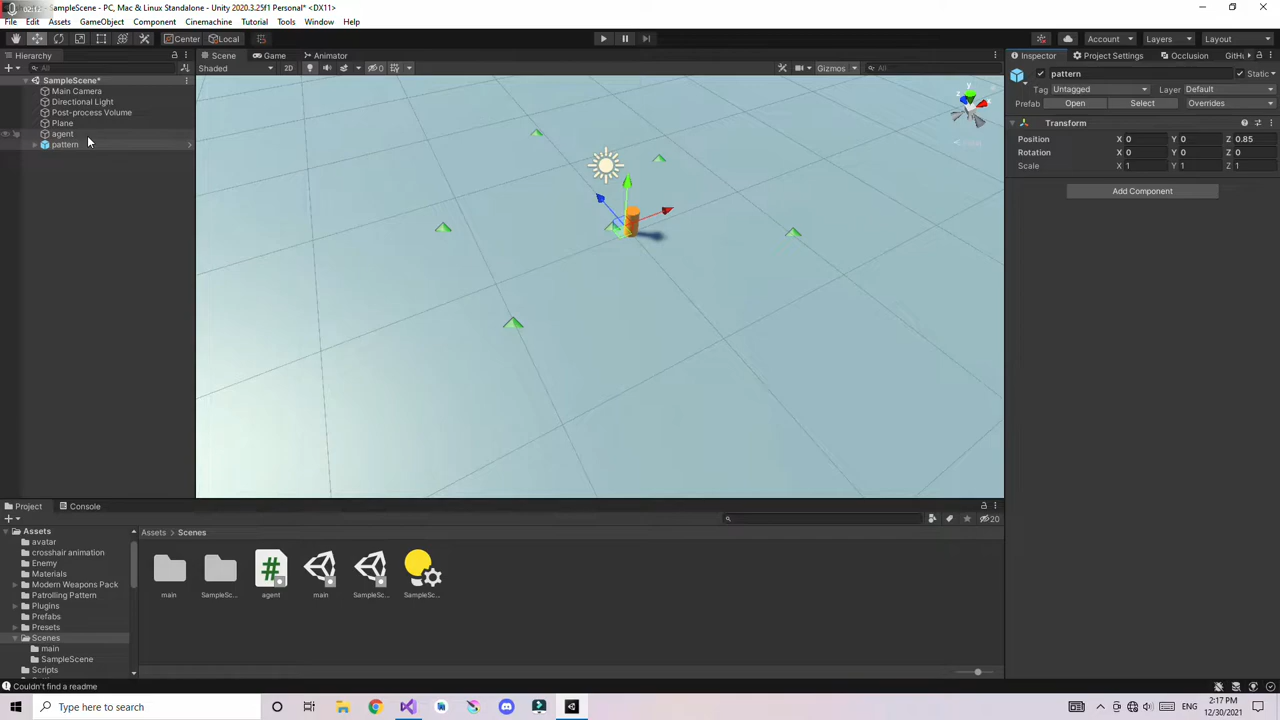 SampleScene - PC, Mac & Linux Standalone - Unity 2020.3.25f1 Personal* <DX11>
File Edit Assets GameObject Component Cinemachine Tutorial Tools Window Help
Center Local
Account Layers Layout
Hierarchy
Scene Game Animator
Inspector Project Settings Occlusion GitH
All
Shaded 2D 0 Gizmos All
SampleScene*
Main Camera
Directional Light
Post-process Volume
Plane
agent
pattern
y
x
z
pattern Static
Tag Untagged Layer Default
Prefab Open Select Overrides
Transform
Position X 0 Y 0 Z 0.85
Rotation X 0 Y 0 Z 0
Scale X 1 Y 1 Z 1
Add Component
Project Console
20
Assets
avatar
crosshair animation
Enemy
Materials
Modern Weapons Pack
Patrolling Pattern
Plugins
Prefabs
Presets
Scenes
main
SampleScene
Scripts
Assets > Scenes
main SampleSc... agent main SampleSc... SampleSc...
Couldn't find a readme
Type here to search
ENG
2:17 PM
12/30/2021